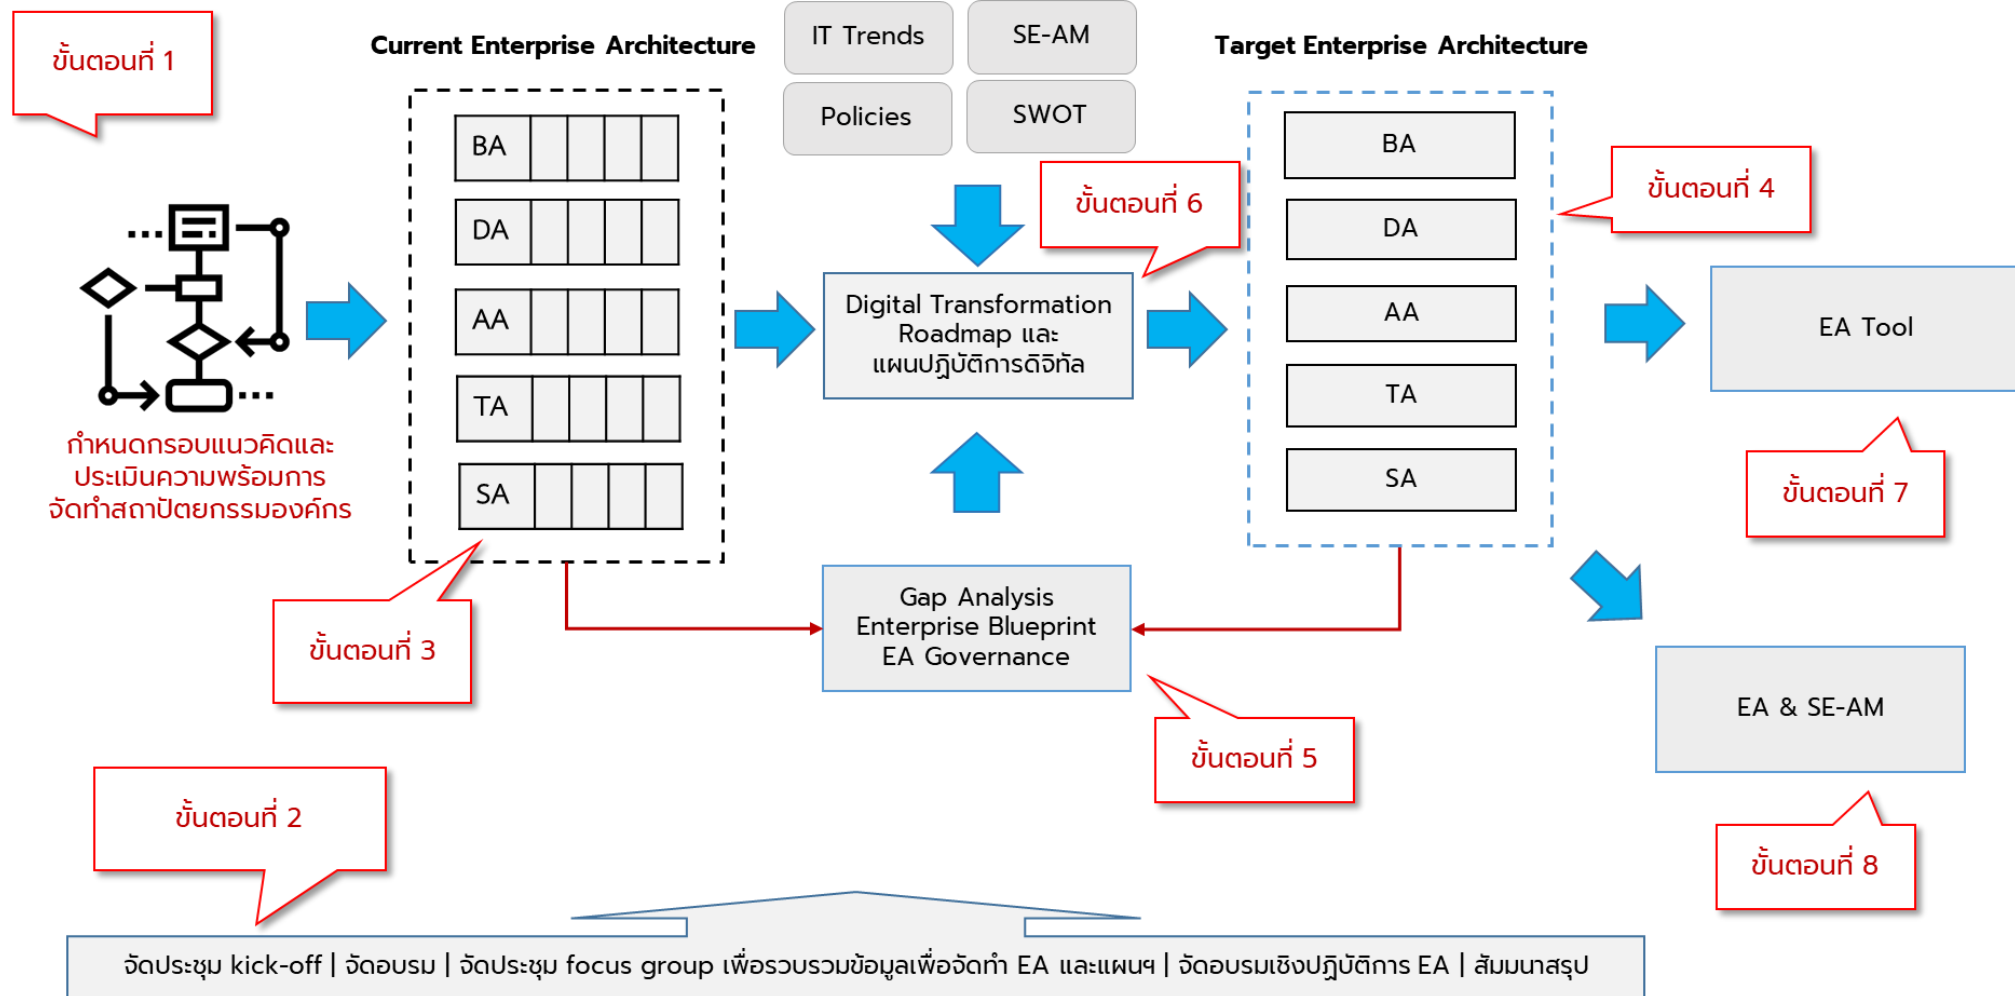 ขั้นตอนที่ 1
Current Enterprise Architecture
IT Trends
SE-AM
Policies
SWOT
Target Enterprise Architecture
BA
DA
AA
TA
SA
ขั้นตอนที่ 6
BA
DA
AA
TA
SA
ขั้นตอนที่ 4
Digital Transformation
Roadmap และ
แผนปฏิบัติการดิจิทัล
EA Tool
กำหนดกรอบแนวคิดและ
ประเมินความพร้อมการ
จัดทำสถาปัตยกรรมองค์กร
ขั้นตอนที่ 7
ขั้นตอนที่ 3
Gap Analysis
Enterprise Blueprint
EA Governance
ขั้นตอนที่ 5
EA & SE-AM
ขั้นตอนที่ 2
ขั้นตอนที่ 8
จัดประชุม kick-off | จัดอบรม | จัดประชุม focus group เพื่อรวบรวมข้อมูลเพื่อจัดทำ EA และแผนฯ | จัดอบรมเชิงปฏิบัติการ EA | สัมมนาสรุป